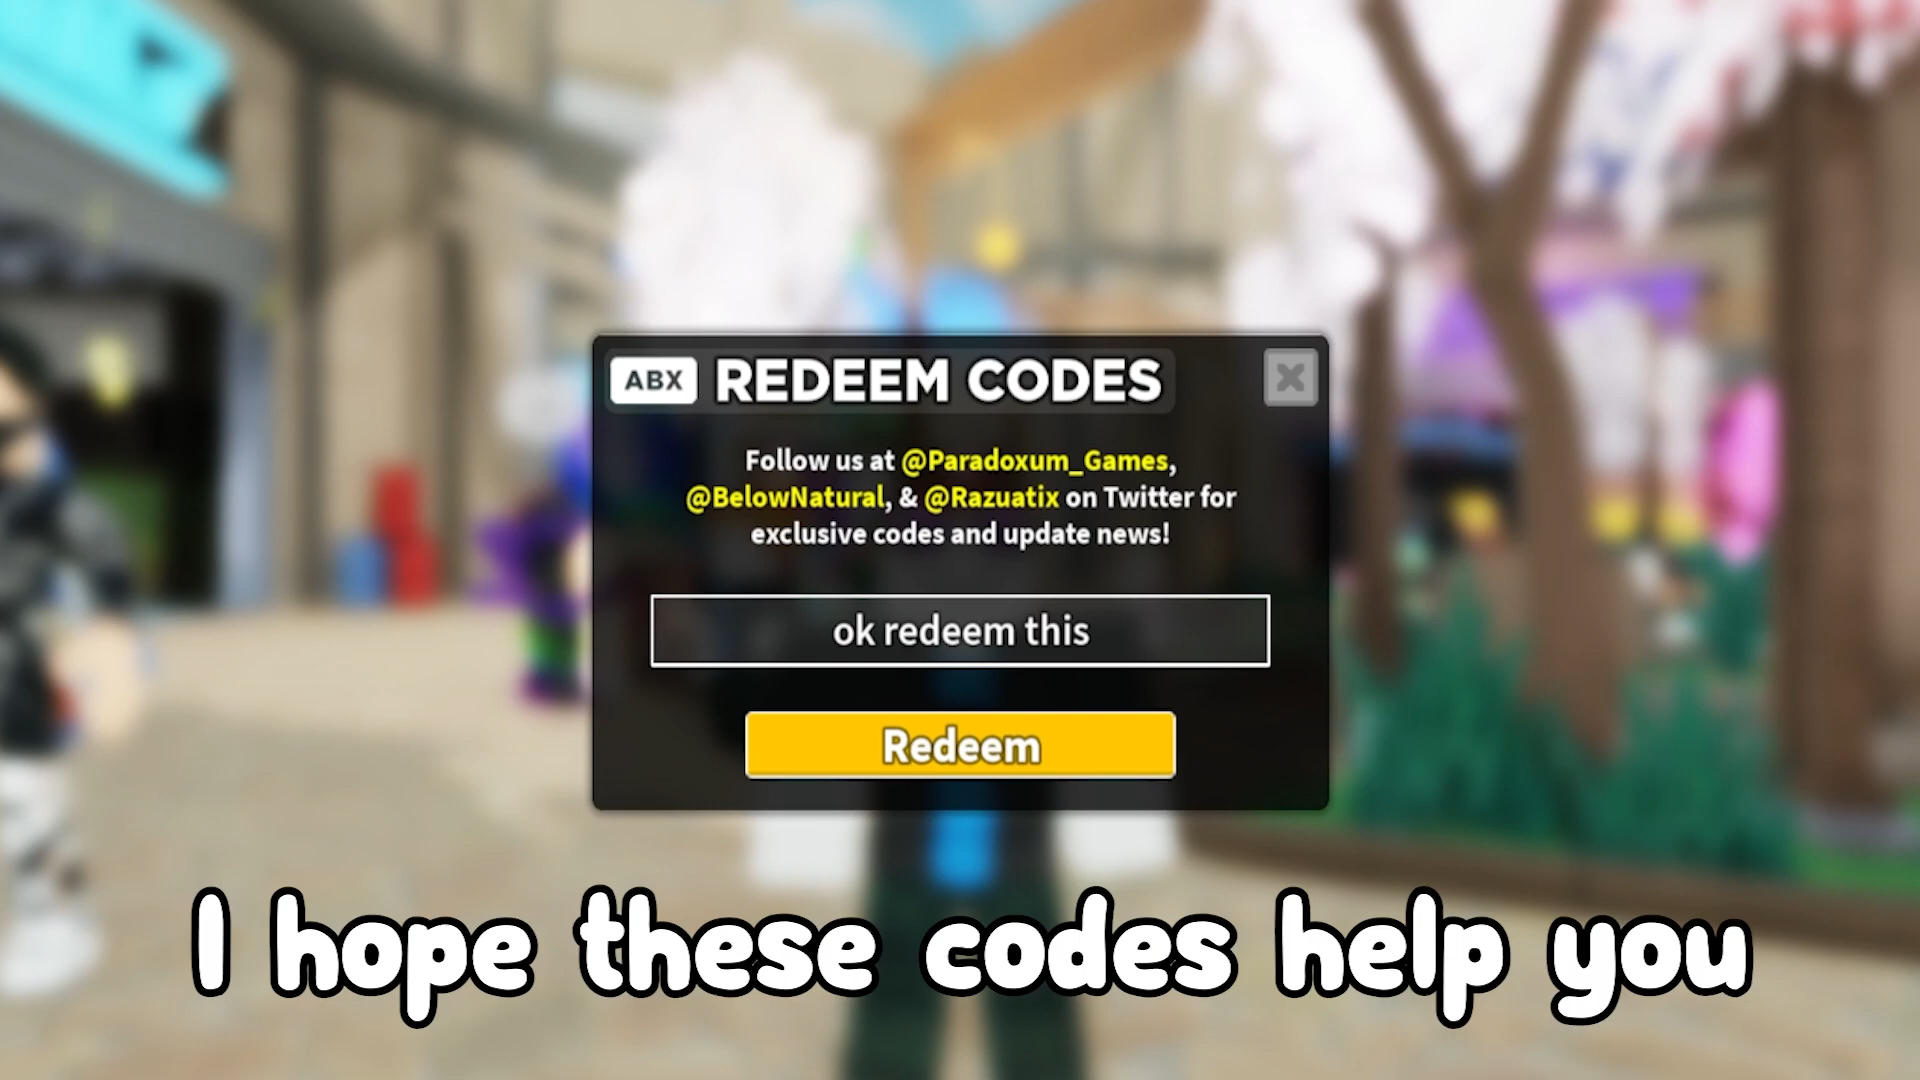 ABX REDEEM CODES
Follow us at @Paradoxum_Games,
@BelowNatural, & @Razuatix on Twitter for
exclusive codes and update news!
ok redeem this
Redeem
I hope these codes help you